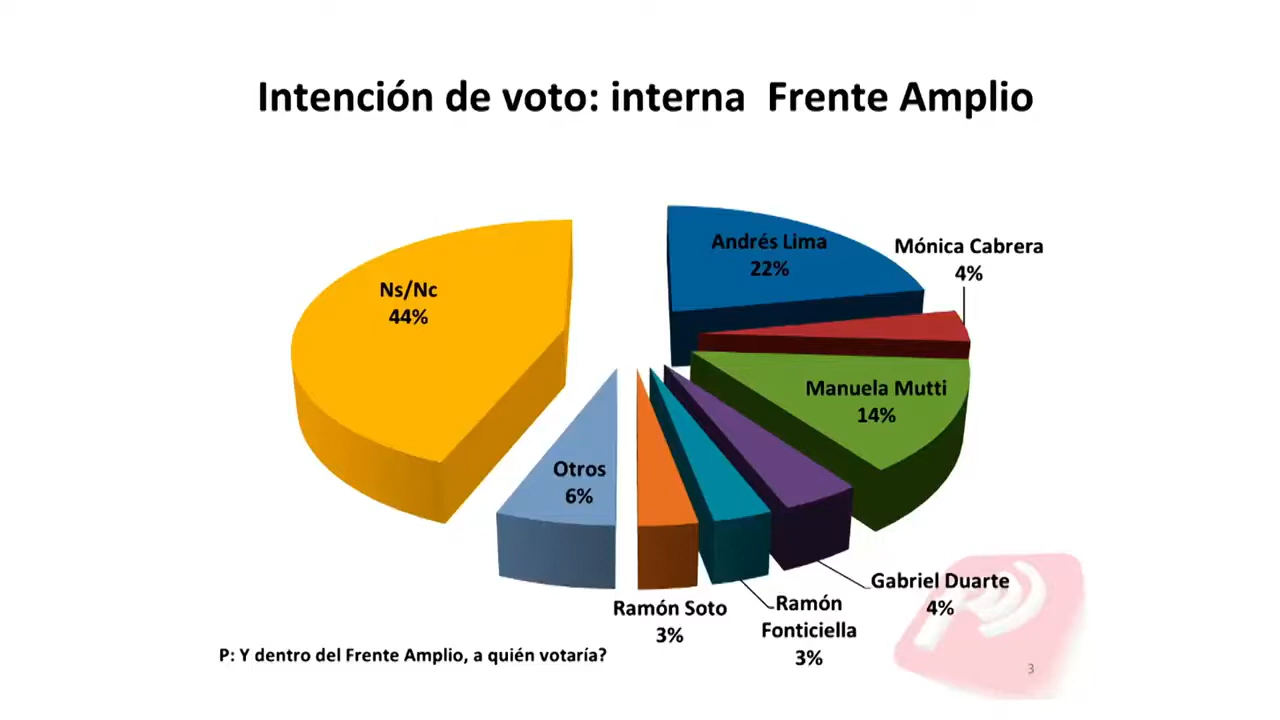 Intención de voto: interna Frente Amplio
Andrés Lima
22%
Mónica Cabrera
4%
Ns/Nc
44%
Manuela Mutti
14%
Otros
6%
Gabriel Duarte
4%
Ramón Soto
3%
Ramón
Fonticiella
3%
P: Y dentro del Frente Amplio, a quién votaría?
3